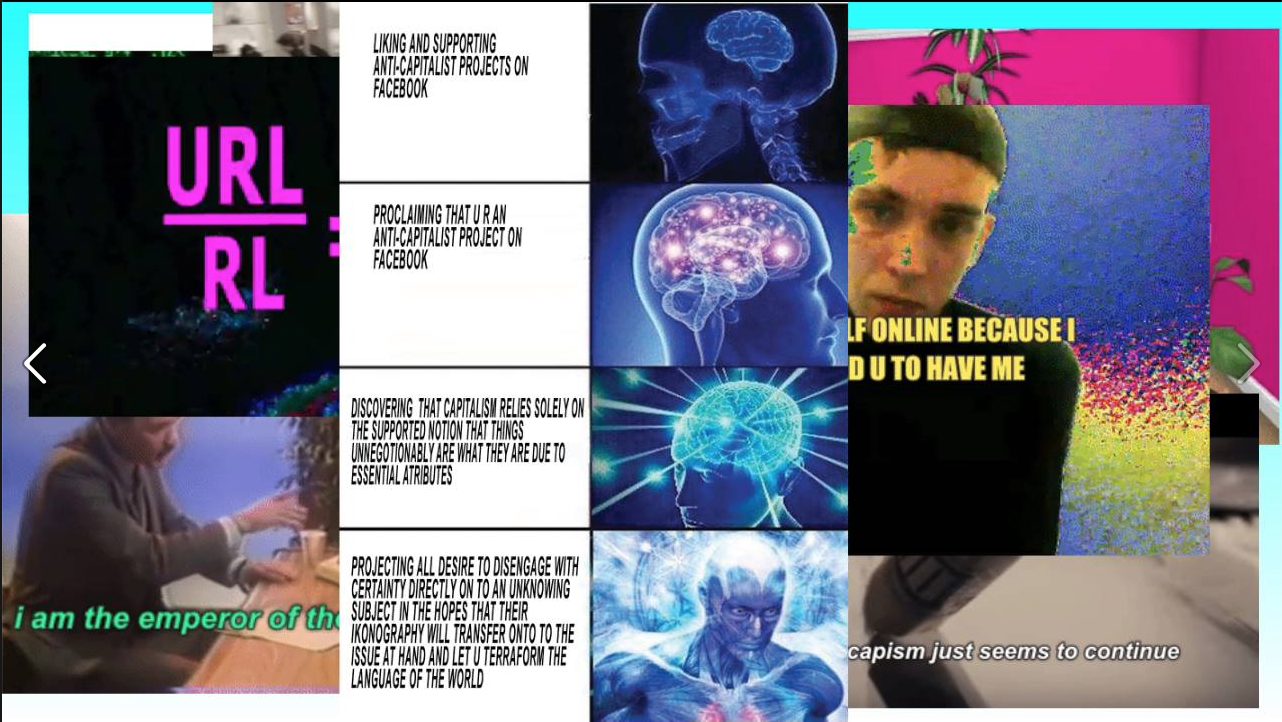 URL
RL
i am the emperor of the
LIKING AND SUPPORTING
ANTI-CAPITALIST PROJECTS ON
FACEBOOK
PROCLAIMING THAT U R AN
ANTI-CAPITALIST PROJECT ON
FACEBOOK
DISCOVERING THAT CAPITALISM RELIES SOLELY ON
THE SUPPORTED NOTION THAT THINGS
UNNEGOTIONABLY ARE WHAT THEY ARE DUE TO
ESSENTIAL ATRIBUTES
PROJECTING ALL DESIRE TO DISENGAGE WITH
CERTAINTY DIRECTLY ON TO AN UNKNOWING
SUBJECT IN THE HOPES THAT THEIR
IKONOGRAPHY WILL TRANSFER ONTO TO THE
ISSUE AT HAND AND LET U TERRAFORM THE
LANGUAGE OF THE WORLD
LF ONLINE BECAUSE I
D U TO HAVE ME
capism just seems to continue